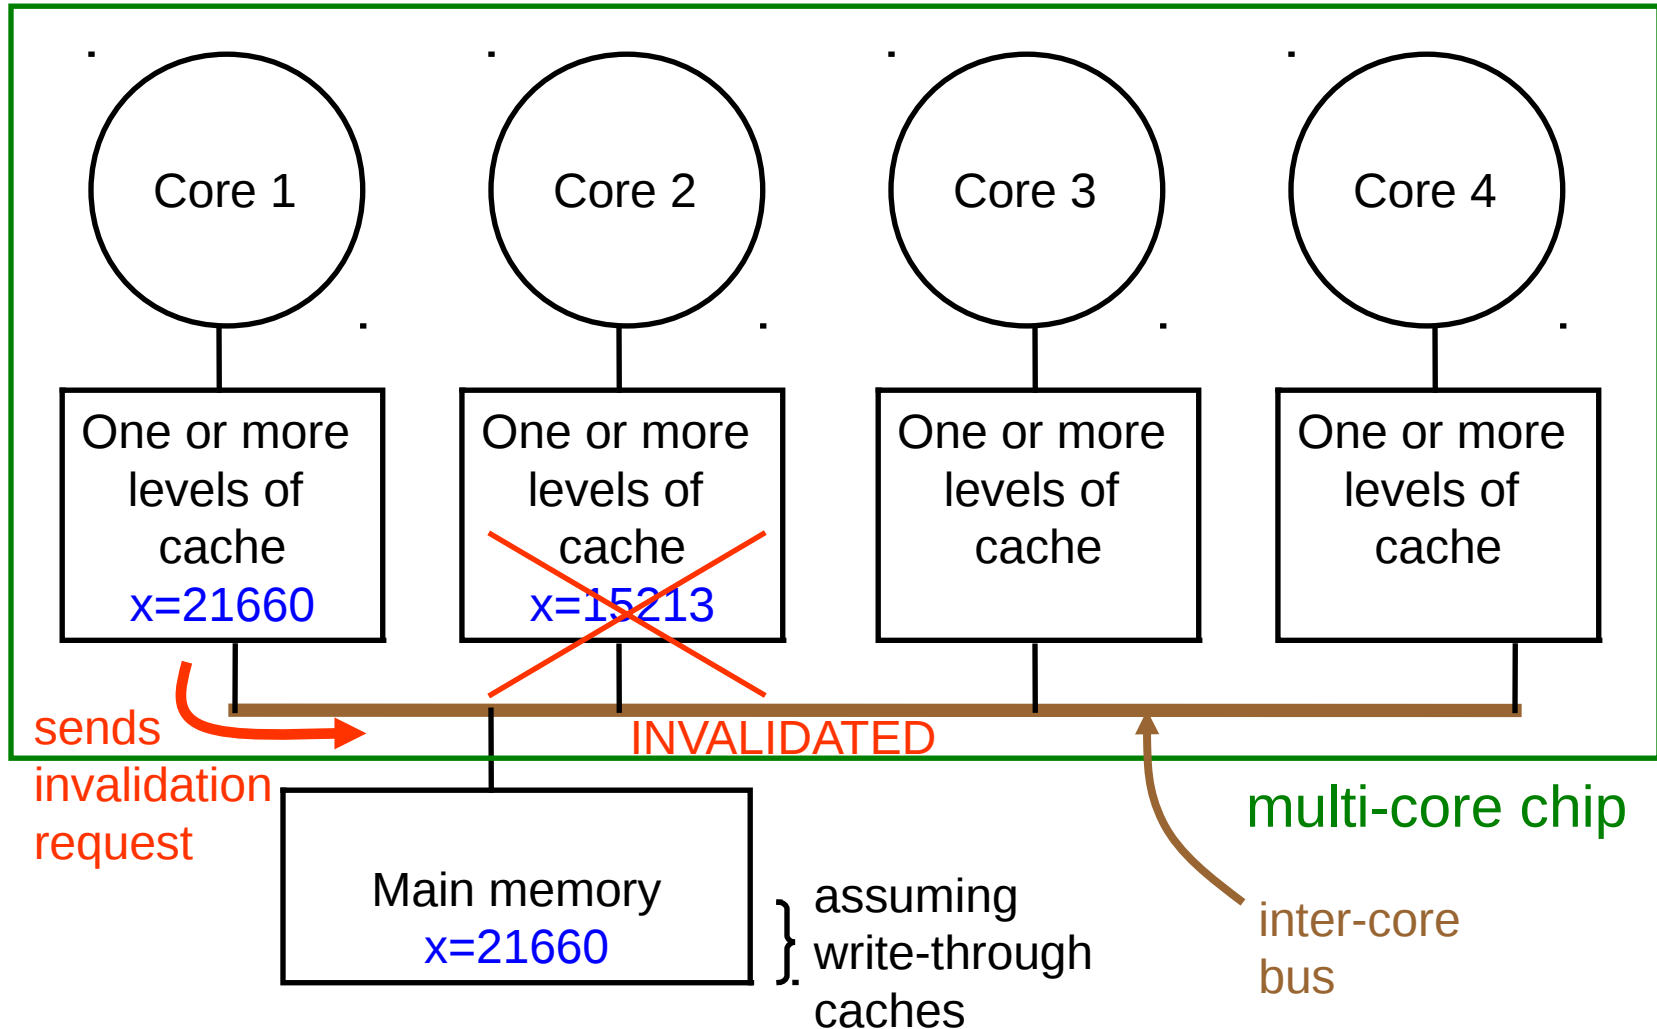 Core 1
Core 2
Core 3
Core 4
One or more
levels of
cache
x=21660
One or more
levels of
cache
x=15213
One or more
levels of
cache
One or more
levels of
cache
sends
invalidation
request
INVALIDATED
multi-core chip
Main memory
x=21660
assuming
write-through
caches
inter-core
bus